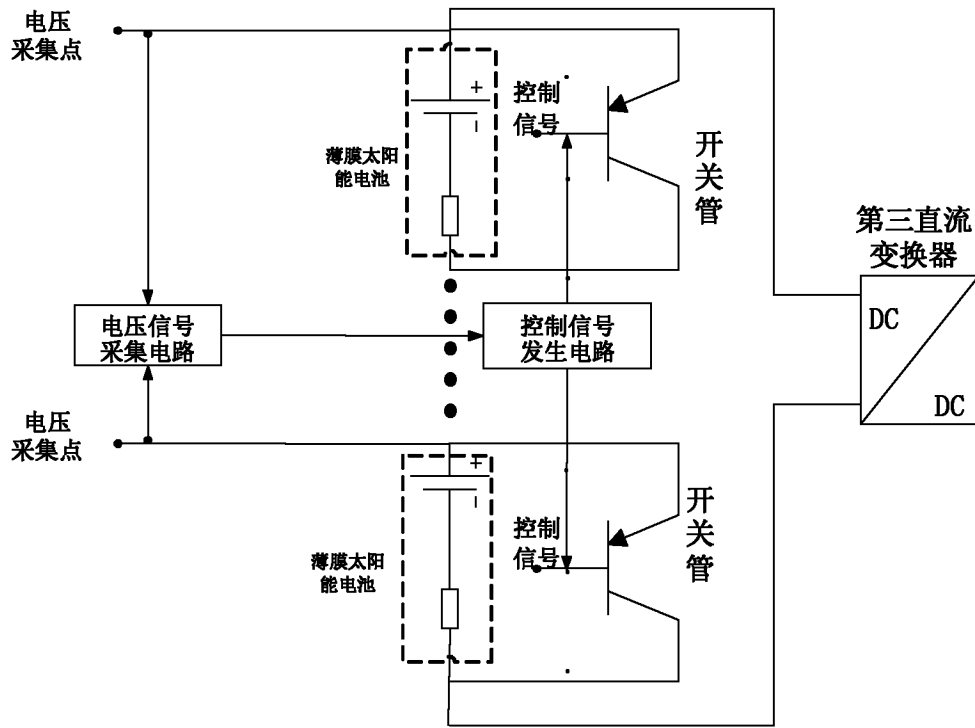 电压
采集点
+
控制
信号
薄膜太阳
能电池
开
关
管
第三直流
变换器
电压信号
采集电路
控制信号
发生电路
DC
DC
电压
采集点
+
控制
信号
薄膜太阳
能电池
开
关
管